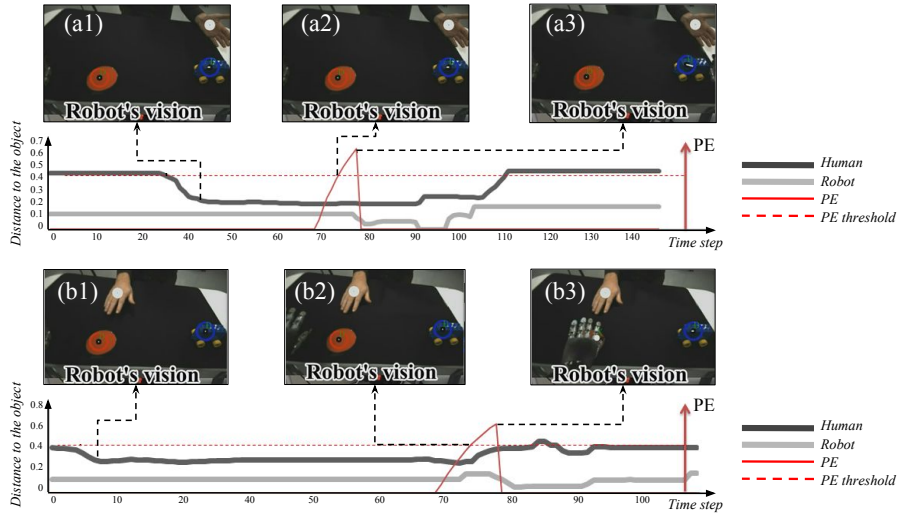 (a1)
Robot's vision
(a2)
Robot's vision
(a3)
Robot's vision
Distance to the object
0.7
0.6
0.5
0.4
0.3
0.2
0.1
0
PE
0 10 20 30 40 50 60 70 80 90 100 110 120 130 140
Time step
Human
Robot
PE
PE threshold
(b1)
Robot's vision
(b2)
Robot's vision
(b3)
Robot's vision
Distance to the object
0.8
0.6
0.4
0.2
0
PE
0 10 20 30 40 50 60 70 80 90 100
Time step
Human
Robot
PE
PE threshold